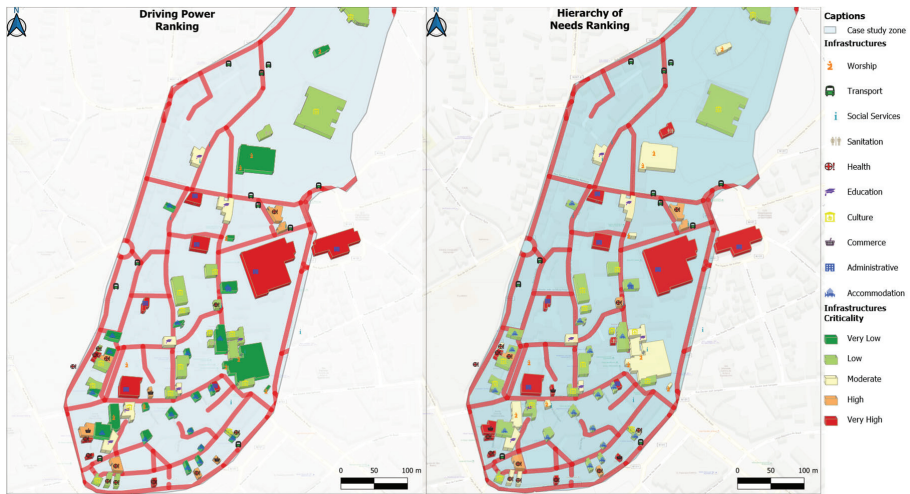 Driving Power
Ranking
N
0 50 100 m
Hierarchy of
Needs Ranking
N
0 50 100 m
Captions
Case study zone
Infrastructures
Worship
Transport
Social Services
Sanitation
Health
Education
Culture
Commerce
Administrative
Accommodation
Infrastructures
Criticality
Very Low
Low
Moderate
High
Very High